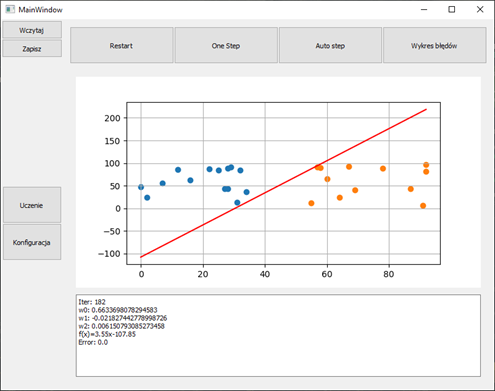 MainWindow
Wczytaj
Zapisz
Restart
One Step
Auto step
Wykres błędów
200
150
100
50
0
−50
−100
0
20
40
60
80
Uczenie
Konfiguracja
Iter: 182
w0: 0.6633698078294583
w1: -0.021827442778998726
w2: 0.006150793085273458
f(x)=3.55x-107.85
Error: 0.0